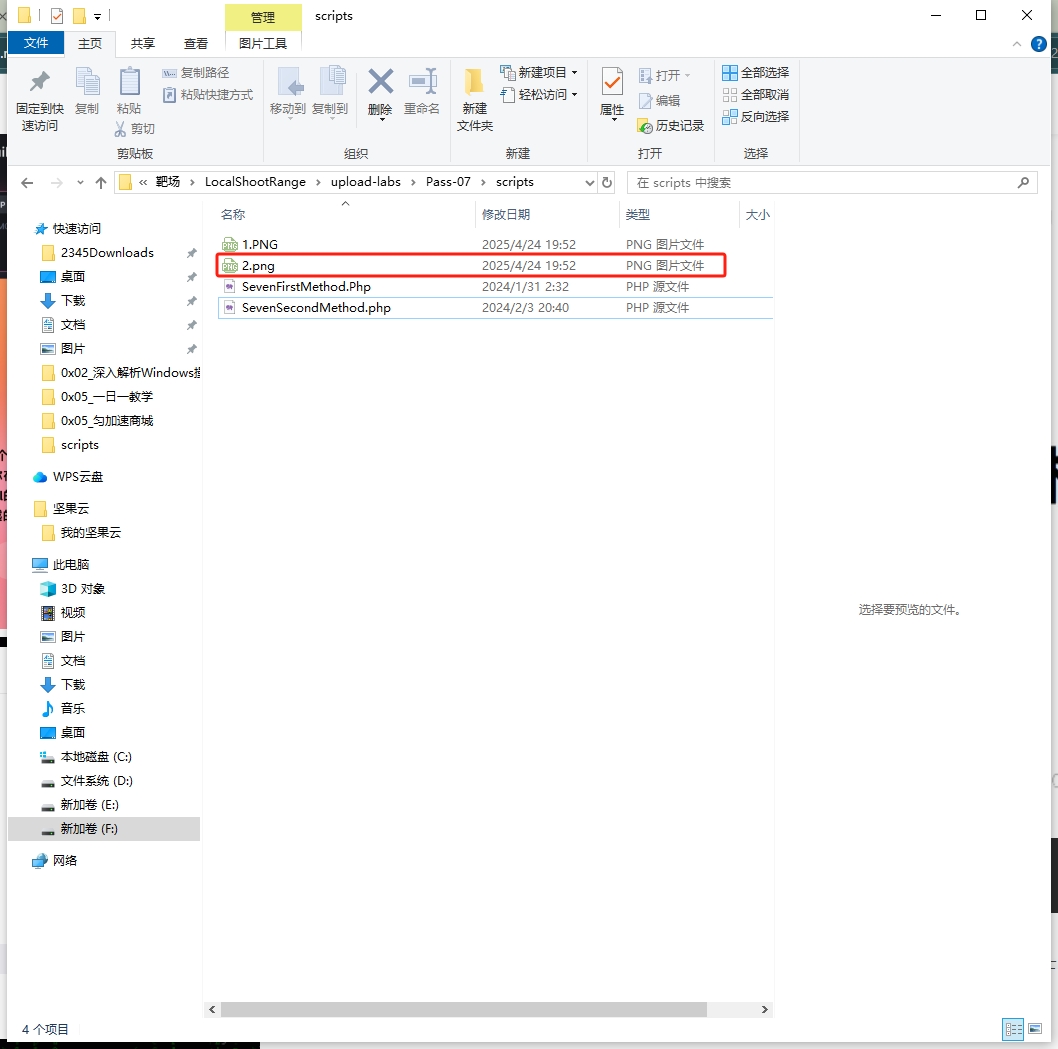 管理
scripts
文件
主页
共享
查看
图片工具
固定到快
速访问
复制
粘贴
复制路径
粘贴快捷方式
剪切
剪贴板
移动到
复制到
删除
重命名
组织
新建
文件夹
新建项目
轻松访问
新建
属性
打开
编辑
历史记录
打开
全部选择
全部取消
反向选择
选择
« 靶场 › LocalShootRange › upload-labs › Pass-07 › scripts
在 scripts 中搜索
名称 修改日期 类型 大小
1.PNG 2025/4/24 19:52 PNG 图片文件
2.png 2025/4/24 19:52 PNG 图片文件
SevenFirstMethod.Php 2024/1/31 2:32 PHP 源文件
SevenSecondMethod.php 2024/2/3 20:40 PHP 源文件
快速访问
2345Downloads
桌面
下载
文档
图片
0x02_深入解析Windows
0x05_一日一教学
0x05_匀加速商城
scripts
WPS云盘
坚果云
我的坚果云
此电脑
3D 对象
视频
图片
文档
下载
音乐
桌面
本地磁盘 (C:)
文件系统 (D:)
新加卷 (E:)
新加卷 (F:)
网络
选择要预览的文件。
4 个项目